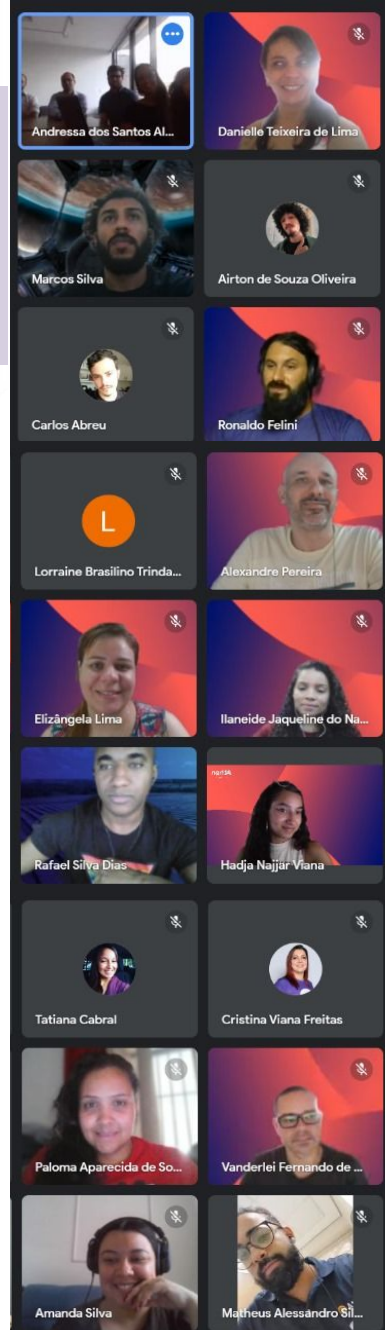 Andressa dos Santos Al...
Danielle Teixeira de Lima
Marcos Silva
Airton de Souza Oliveira
Carlos Abreu
Ronaldo Felini
L
Lorraine Brasilino Trinda...
Alexandre Pereira
Elizângela Lima
Ilaneide Jaqueline do Na...
Rafael Silva Dias
Hadja Najjár Viana
Tatiana Cabral
Cristina Viana Freitas
Paloma Aparecida de So...
Vanderlei Fernando de ...
Amanda Silva
Matheus Alessandro Sil...